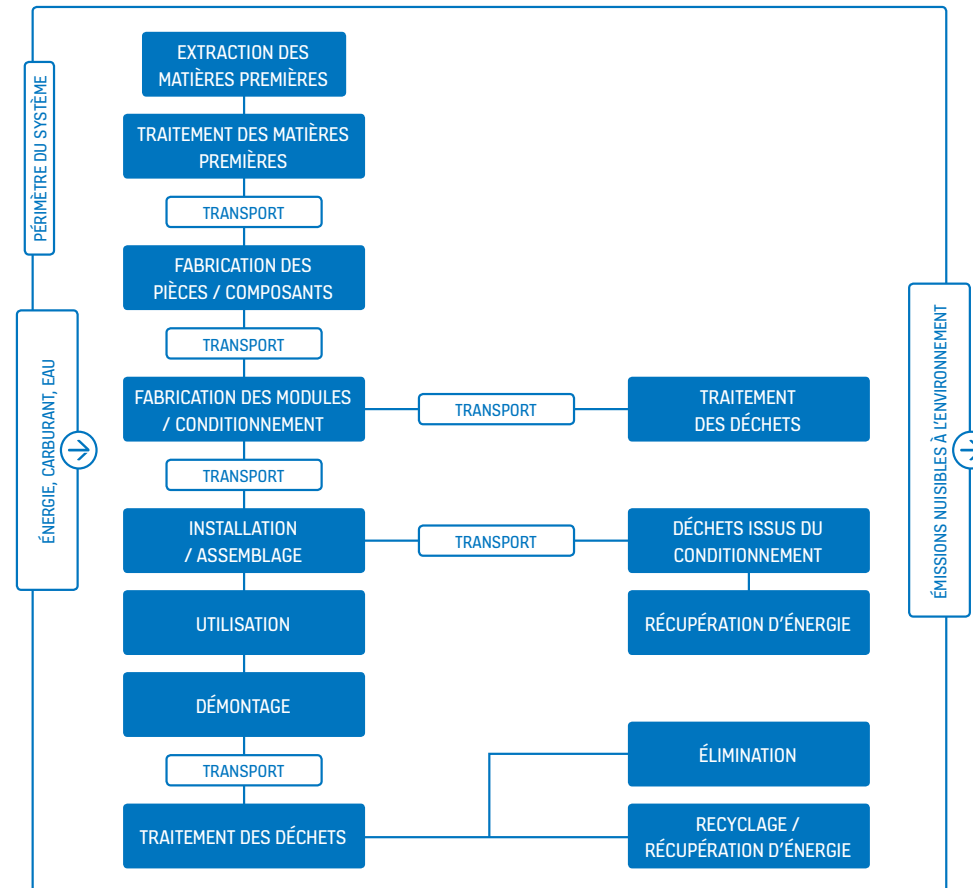 PÉRIMÈTRE DU SYSTÈME
ÉNERGIE, CARBURANT, EAU
EXTRACTION DES
MATIÈRES PREMIÈRES
TRAITEMENT DES MATIÈRES
PREMIÈRES
TRANSPORT
FABRICATION DES
PIÈCES / COMPOSANTS
TRANSPORT
FABRICATION DES MODULES
/ CONDITIONNEMENT
TRANSPORT
TRAITEMENT
DES DÉCHETS
TRANSPORT
INSTALLATION
/ ASSEMBLAGE
TRANSPORT
DÉCHETS ISSUS DU
CONDITIONNEMENT
UTILISATION
RÉCUPÉRATION D’ÉNERGIE
DÉMONTAGE
TRANSPORT
ÉLIMINATION
TRAITEMENT DES DÉCHETS
RECYCLAGE /
RÉCUPÉRATION D’ÉNERGIE
ÉMISSIONS NUISIBLES À L’ENVIRONNEMENT